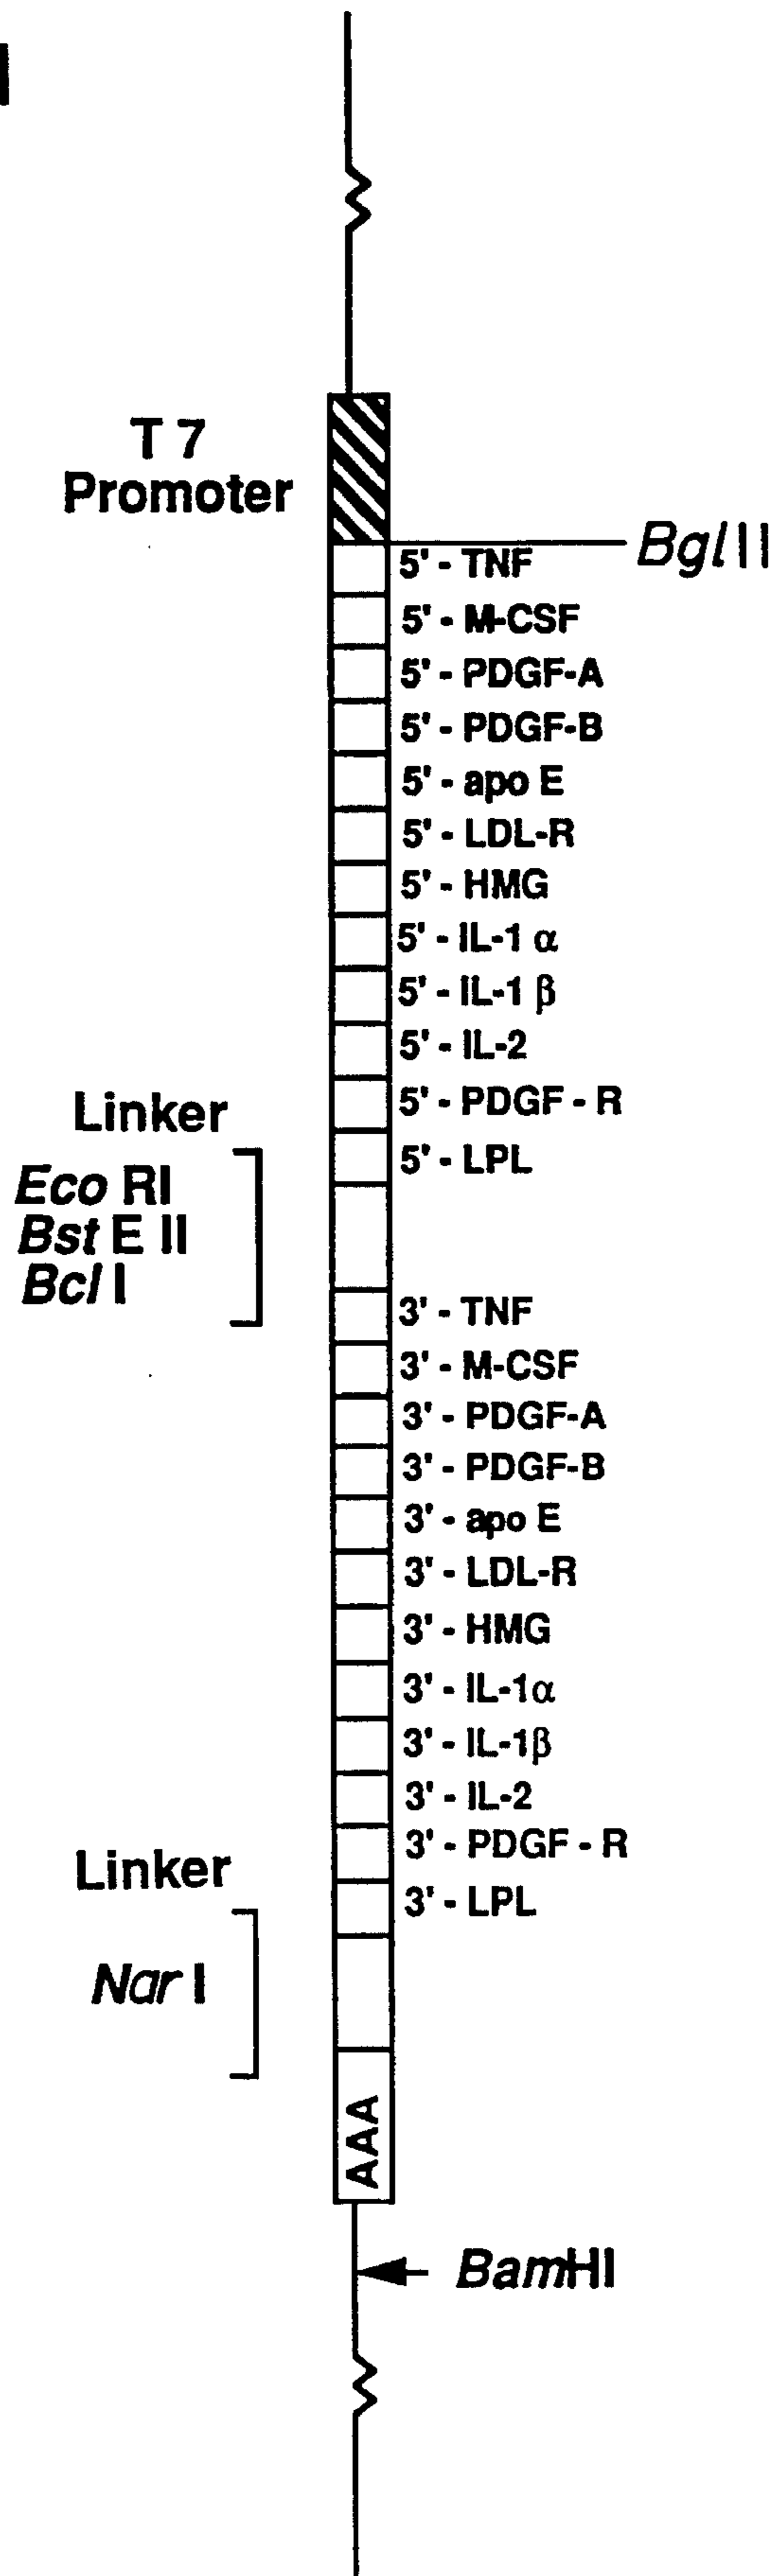 T 7
Promoter
Bgl II
5' - TNF
5' - M-CSF
5' - PDGF-A
5' - PDGF-B
5' - apo E
5' - LDL-R
5' - HMG
5' - IL-1 α
5' - IL-1 β
5' - IL-2
5' - PDGF - R
5' - LPL
Linker
Eco RI
Bst E II
Bcl I
3' - TNF
3' - M-CSF
3' - PDGF-A
3' - PDGF-B
3' - apo E
3' - LDL-R
3' - HMG
3' - IL-1α
3' - IL-1β
3' - IL-2
3' - PDGF - R
3' - LPL
Linker
Nar I
AAA
BamHI